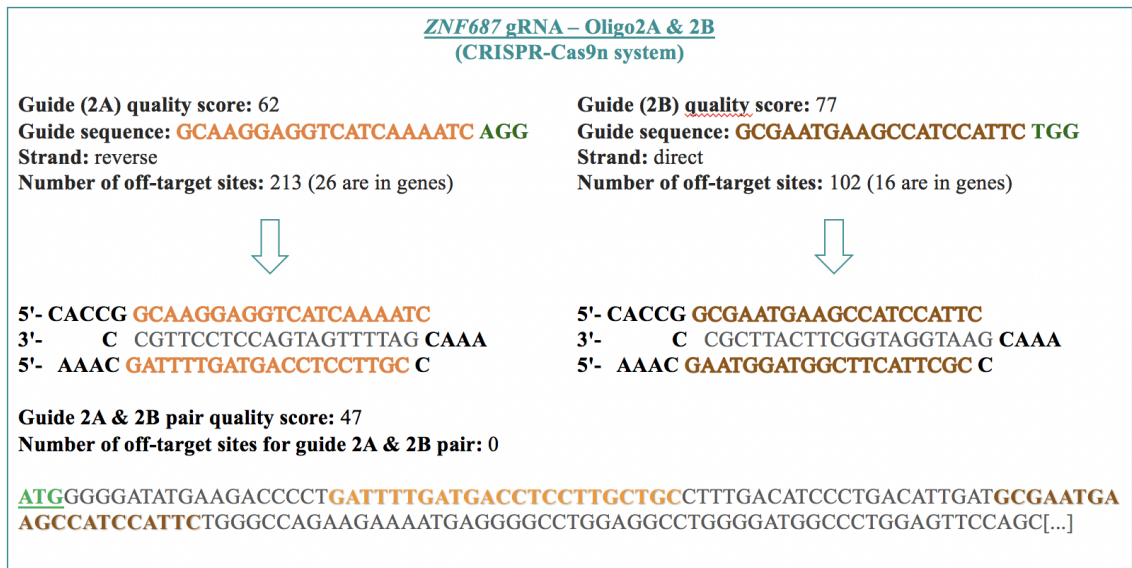 ZNF687 gRNA – Oligo2A & 2B
(CRISPR-Cas9n system)
Guide (2A) quality score: 62
Guide sequence: GCAAGGAGGTCATCAAAATC AGG
Strand: reverse
Number of off-target sites: 213 (26 are in genes)
Guide (2B) quality score: 77
Guide sequence: GCGAATGAAGCCATCCATTC TGG
Strand: direct
Number of off-target sites: 102 (16 are in genes)
5'- CACCG GCAAGGAGGTCATCAAAATC
3'- C CGTTCCTCCAGTAGTTTTAG CAAA
5'- AAAC GATTTTGATGACCTCCTTGC C
5'- CACCG GCGAATGAAGCCATCCATTC
3'- C CGCTTACTTCGGTAGGTAAG CAAA
5'- AAAC GAATGGATGGCTTCATTCGC C
Guide 2A & 2B pair quality score: 47
Number of off-target sites for guide 2A & 2B pair: 0
ATGGGGGATATGAAGACCCCTGATTTTGATGACCTCCTTGCTGCCCTTTGACATCCCTGACATTGATGCGAATGA
AGCCATCCATTCTGGGCCAGAAGAAAATGAGGGGCCTGGAGGCCTGGGGATGGCCCTGGAGTTCCAGC[...]